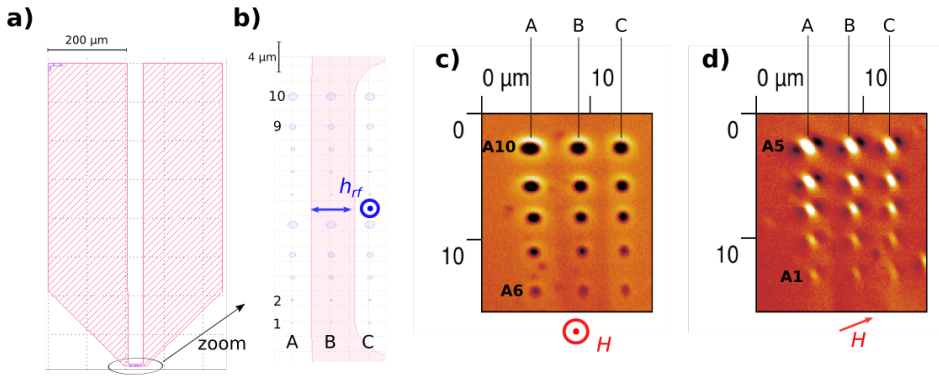 a)
200 μm
zoom
b)
4 μm
10
9
2
1
A B C
h_rf
c)
A B C
0 μm 10
0
10
A10
A6
H
d)
A B C
0 μm 10
0
10
A5
A1
H